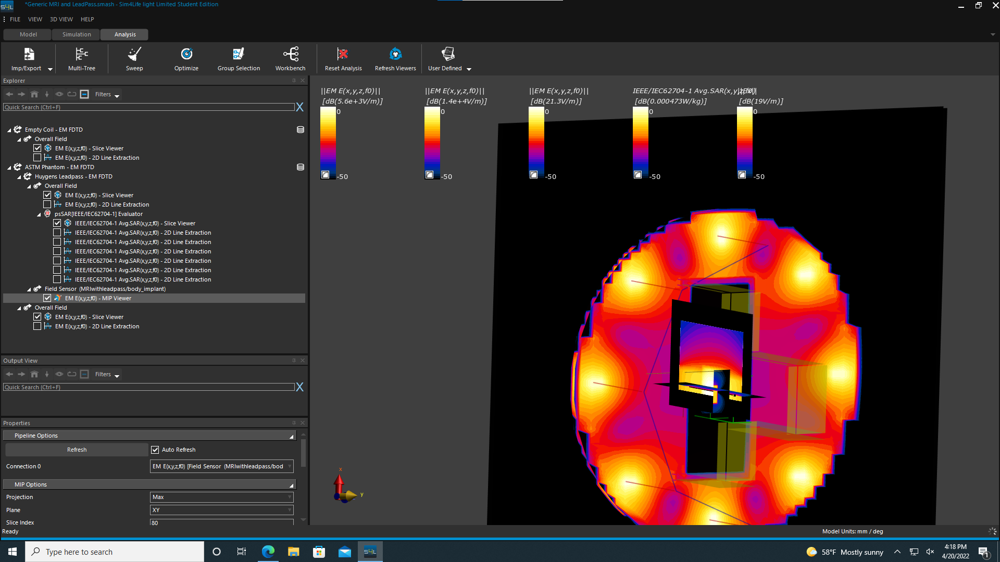 S4L
*Generic MRI and LeadPass.smash - Sim4Life light Limited Student Edition
FILE VIEW 3D VIEW HELP
Model Simulation Analysis
Imp/Export Multi-Tree Sweep Optimize Group Selection Workbench Reset Analysis Refresh Viewers User Defined
Explorer
Filters
Quick Search (Ctrl+F) X
Empty Coil - EM FDTD
Overall Field
EM E(x,y,z,f0) - Slice Viewer
EM E(x,y,z,f0) - 2D Line Extraction
ASTM Phantom - EM FDTD
Huygens Leadpass - EM FDTD
Overall Field
EM E(x,y,z,f0) - Slice Viewer
EM E(x,y,z,f0) - 2D Line Extraction
psSAR[IEEE/IEC62704-1] Evaluator
IEEE/IEC62704-1 Avg.SAR(x,y,z,f0) - Slice Viewer
IEEE/IEC62704-1 Avg.SAR(x,y,z,f0) - 2D Line Extraction
IEEE/IEC62704-1 Avg.SAR(x,y,z,f0) - 2D Line Extraction
IEEE/IEC62704-1 Avg.SAR(x,y,z,f0) - 2D Line Extraction
IEEE/IEC62704-1 Avg.SAR(x,y,z,f0) - 2D Line Extraction
IEEE/IEC62704-1 Avg.SAR(x,y,z,f0) - 2D Line Extraction
IEEE/IEC62704-1 Avg.SAR(x,y,z,f0) - 2D Line Extraction
Field Sensor (MRIwithleadpass/body_implant)
EM E(x,y,z,f0) - MIP Viewer
Overall Field
EM E(x,y,z,f0) - Slice Viewer
EM E(x,y,z,f0) - 2D Line Extraction
Output View
Filters
Quick Search (Ctrl+F) X
Properties
Pipeline Options
Refresh Auto Refresh
Connection 0 EM E(x,y,z,f0) [Field Sensor (MRIwithleadpass/bod
MIP Options
Projection Max
Plane XY
Slice Index 80
||EM E(x,y,z,f0)|| ||EM E(x,y,z,f0)|| ||EM E(x,y,z,f0)|| IEEE/IEC62704-1 Avg.SAR(x,y,
[dB(5.6e+3V/m)] [dB(1.4e+4V/m)] [dB(21.3V/m)] [dB(0.000473W/kg)] [dB(19V/m)]
0 0 0 0 0
-50 -50 -50 -50 -50
x
y
Ready Model Units: mm / deg
Type here to search S4L 58°F Mostly sunny 4:18 PM
4/20/2022 1